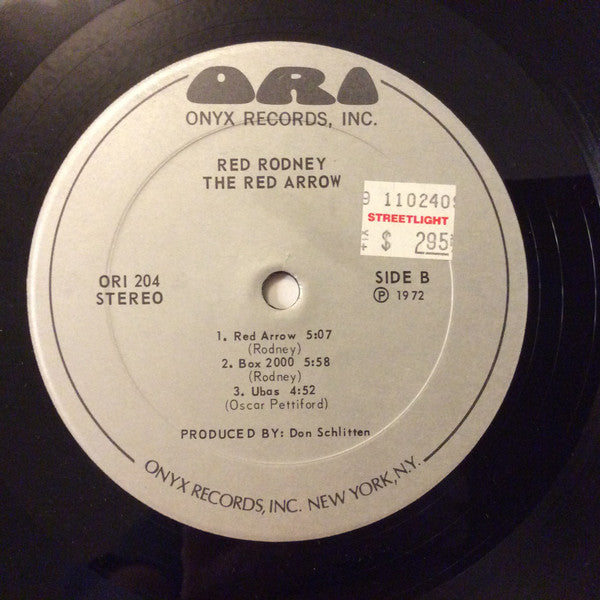 ORI
ONYX RECORDS, INC.
RED RODNEY
THE RED ARROW
9 110240
STREETLIGHT
$ 295
ORI 204
STEREO
SIDE B
Ⓟ 1972
1. Red Arrow 5:07
(Rodney)
2. Box 2000 5:58
(Rodney)
3. Ubas 4:52
(Oscar Pettiford)
PRODUCED BY: Don Schlitten
ONYX RECORDS, INC. NEW YORK, N.Y.